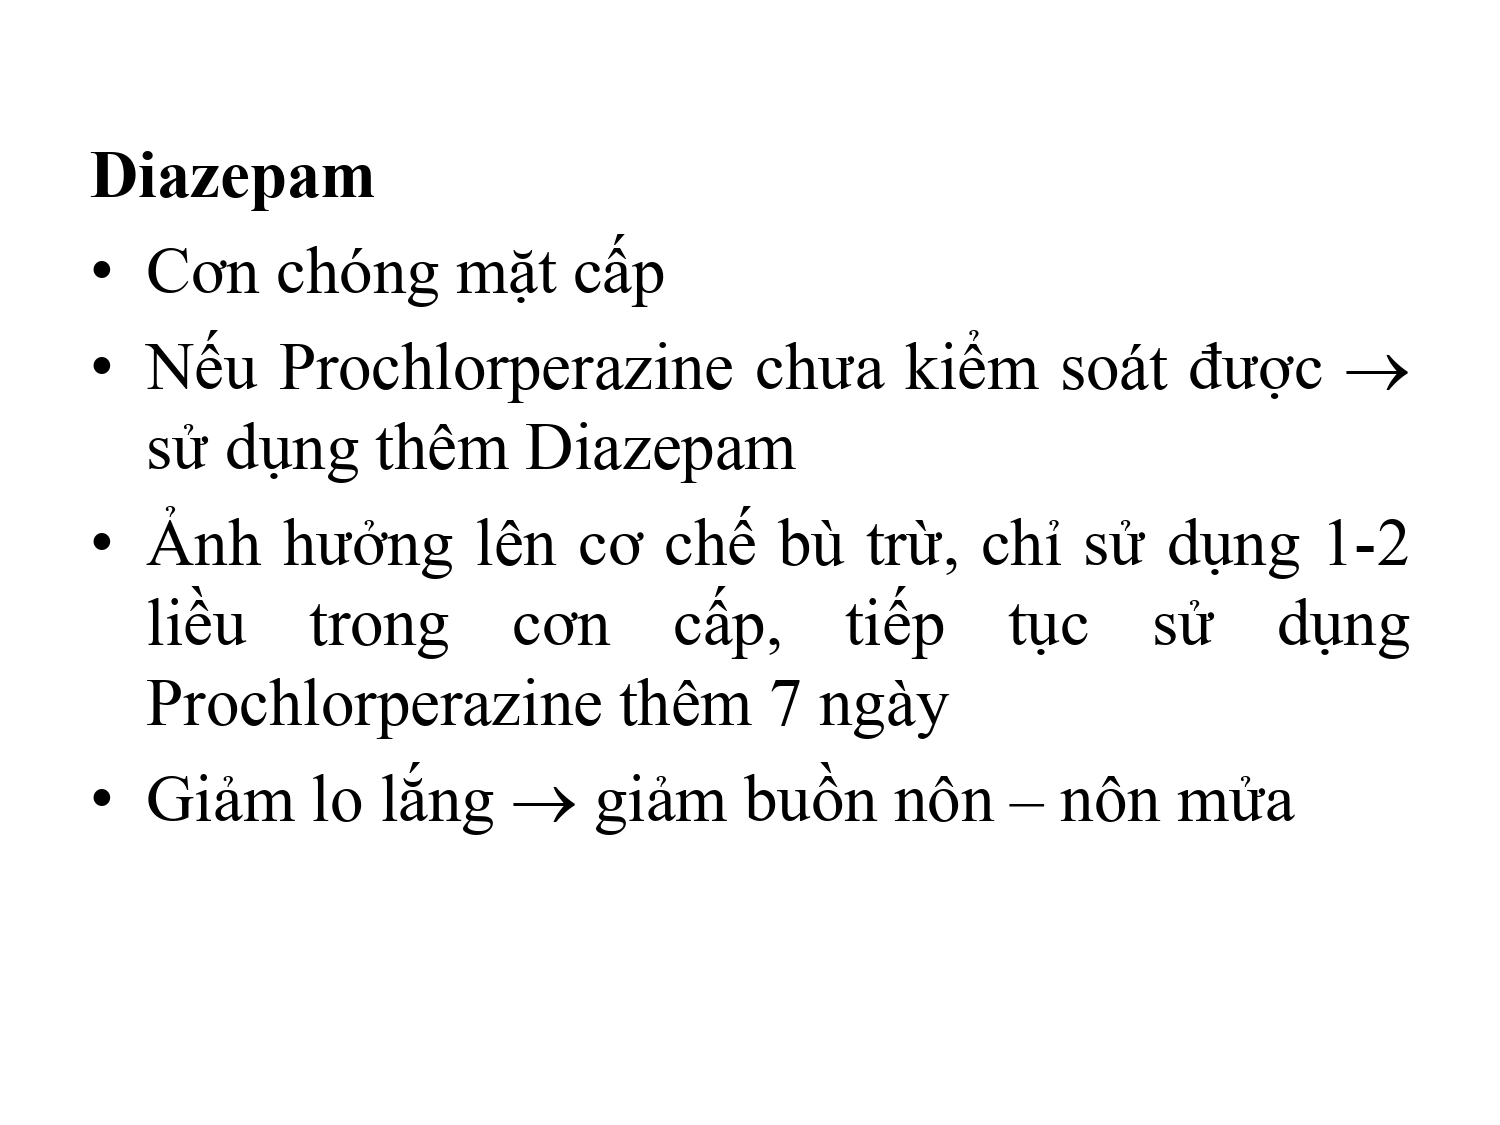 Diazepam
• Cơn chóng mặt cấp
• Nếu Prochlorperazine chưa kiểm soát được →
sử dụng thêm Diazepam
• Ảnh hưởng lên cơ chế bù trừ, chỉ sử dụng 1-2
liều trong cơn cấp, tiếp tục sử dụng
Prochlorperazine thêm 7 ngày
• Giảm lo lắng → giảm buồn nôn – nôn mửa